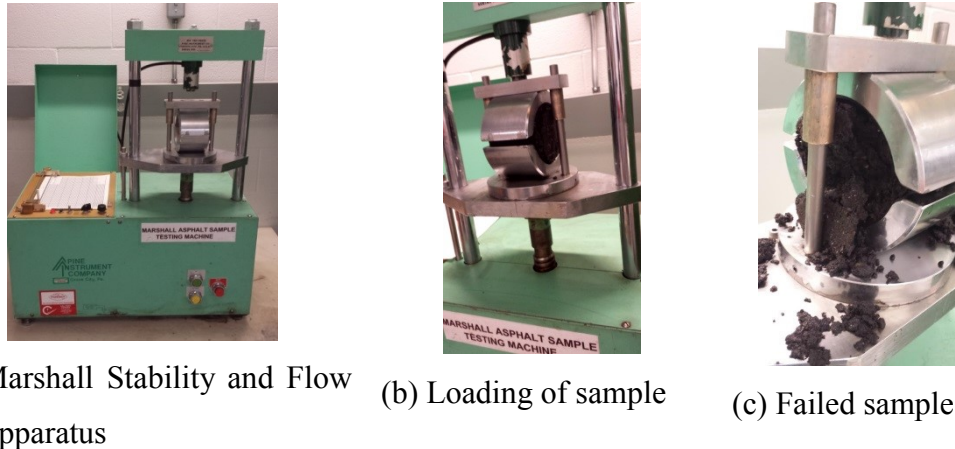 MARSHALL ASPHALT SAMPLE
TESTING MACHINE
PINE
INSTRUMENT
COMPANY
MARSHALL ASPHALT SAMPLE
TESTING MACHINE
Marshall Stability and Flow
pparatus
(b) Loading of sample
(c) Failed sample